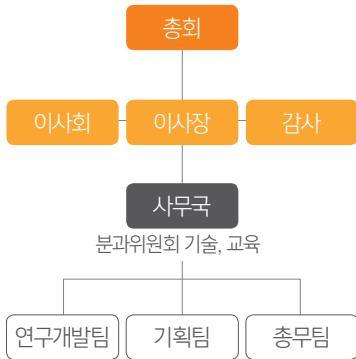 총회
이사회 이사장 감사
사무국
분과위원회 기술, 교육
연구개발팀 기획팀 총무팀